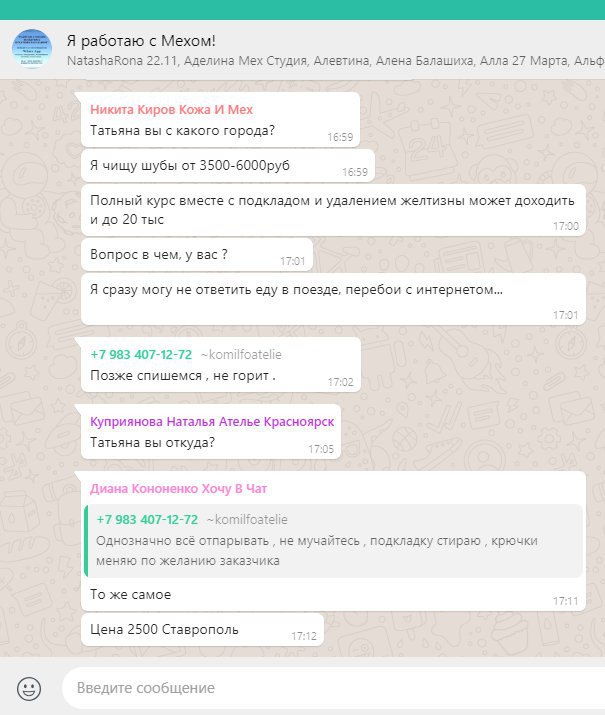 Я работаю с Мехом!
NatashaRona 22.11, Аделина Мех Студия, Алевтина, Алена Балашиха, Алла 27 Марта, Альф
Никита Киров Кожа И Мех
Татьяна вы с какого города?
16:59
Я чищу шубы от 3500-6000руб
16:59
Полный курс вместе с подкладом и удалением желтизны может доходить
и до 20 тыс
17:00
Вопрос в чем, у вас ?
17:01
Я сразу могу не ответить еду в поезде, перебои с интернетом...
17:01
+7 983 407-12-72 ~komilfoatelie
Позже спишемся , не горит .
17:02
Куприянова Наталья Ателье Красноярск
Татьяна вы откуда?
17:05
Диана Кононенко Хочу В Чат
+7 983 407-12-72 ~komilfoatelie
Однозначно всё отпарывать , не мучайтесь , подкладку стираю , крючки
меняю по желанию заказчика
То же самое
17:11
Цена 2500 Ставрополь
17:12
Введите сообщение